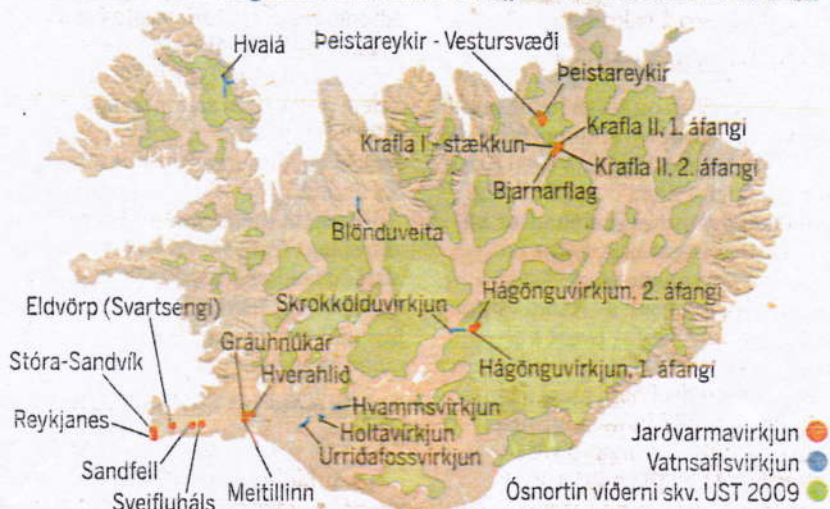 Hvalá
Þeistareykir - Vestursvæði
Þeistareykir
Krafla I - stækkun
Krafla II, 1. áfangi
Krafla II, 2. áfangi
Bjarnarflag
Blönduveita
Skrokkölduvirkjun
Hágönguvirkjun, 2. áfangi
Hágönguvirkjun, 1. áfangi
Eldvörp (Svartsengi)
Stóra-Sandvík
Reykjanes
Sandfell
Sveifluháls
Gráuhnúkar
Hverahlið
Meitillinn
Hvammsvirkjun
Holtavirkjun
Urriðafossvirkjun
Jarðvarmavirkjun
Vatnsaflsvirkjun
Ósnortin víðerni skv. UST 2009